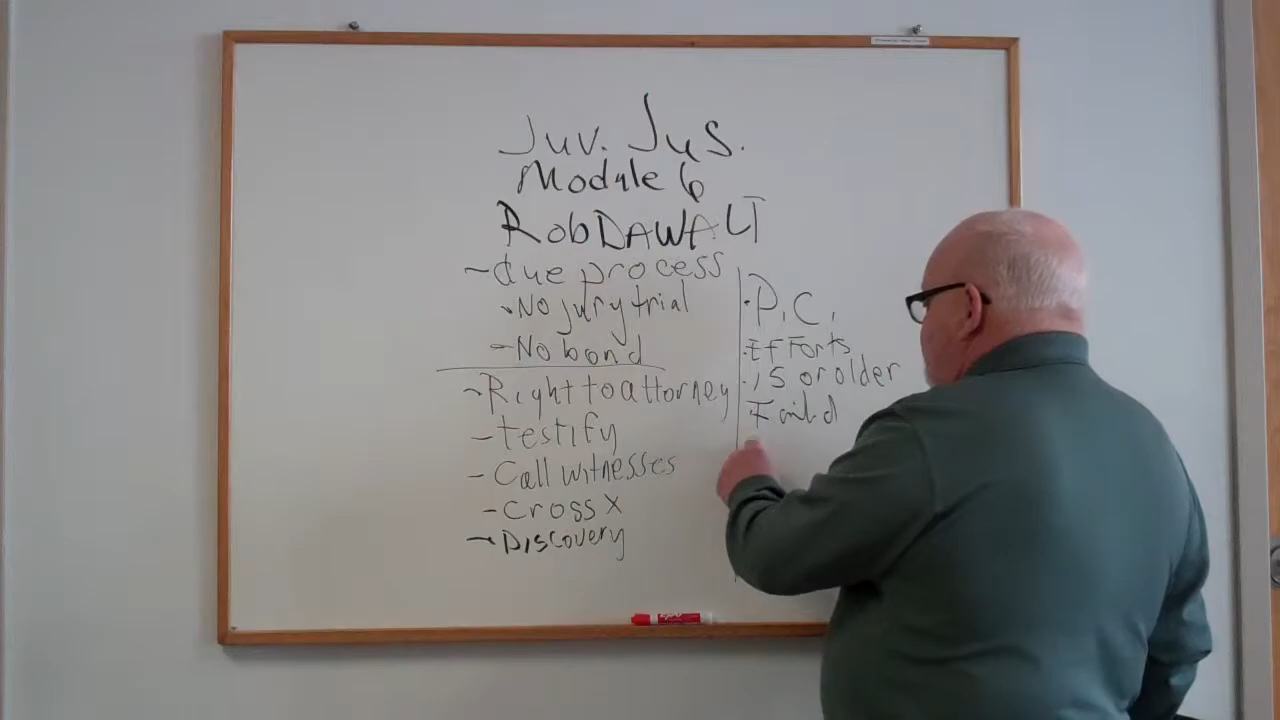 Juv. Jus.
Module 6
Rob DAWALT
- due process
- No jury trial
- No bond
- Right to attorney
- testify
- Call witnesses
- Cross X
- Discovery
· P.C.
· Efforts
· 15 or older
Faild